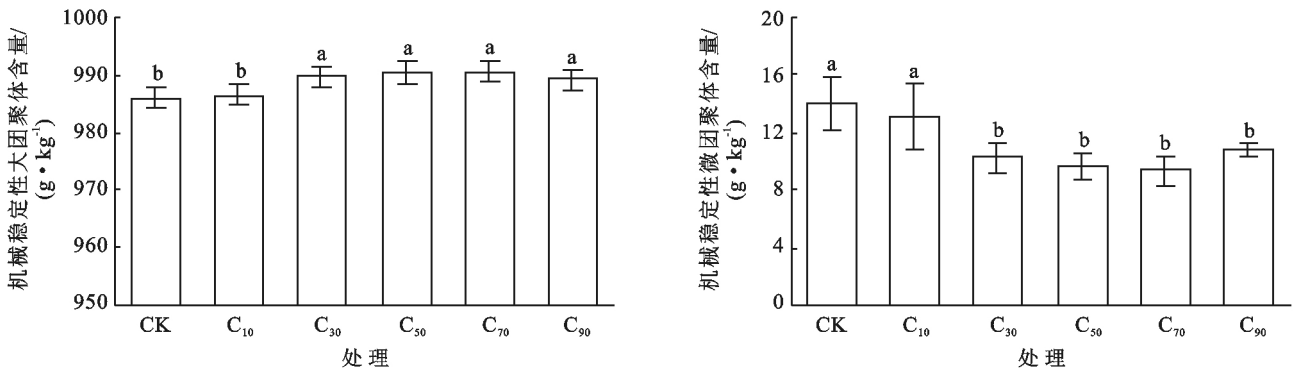 机械稳定性大团聚体含量/
(g·kg⁻¹)
1000
990
980
970
960
950
b
b
a
a
a
a
CK
C₁₀
C₃₀
C₅₀
C₇₀
C₉₀
处理
机械稳定性微团聚体含量/
(g·kg⁻¹)
20
16
12
8
4
0
a
a
b
b
b
b
CK
C₁₀
C₃₀
C₅₀
C₇₀
C₉₀
处理